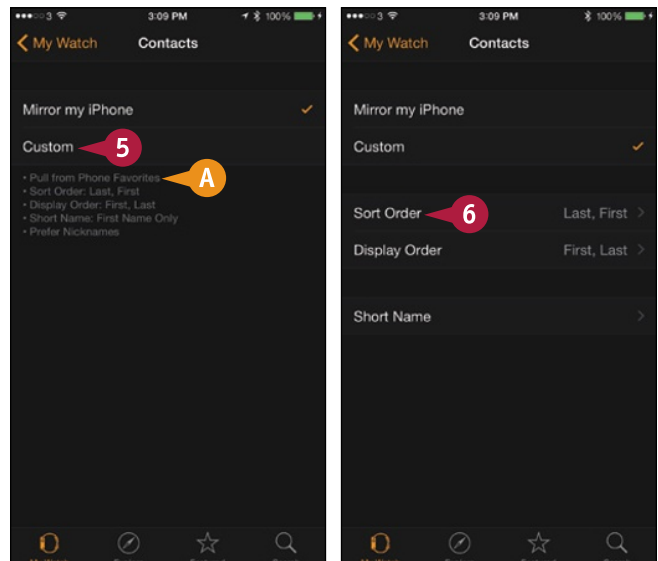 3 3:09 PM 100%
My Watch Contacts
Mirror my iPhone
Custom 5
• Pull from Phone Favorites A
• Sort Order: Last, First
• Display Order: First, Last
• Short Name: First Name Only
• Prefer Nicknames
3 3:09 PM 100%
My Watch Contacts
Mirror my iPhone
Custom
Sort Order 6 Last, First
Display Order First, Last
Short Name